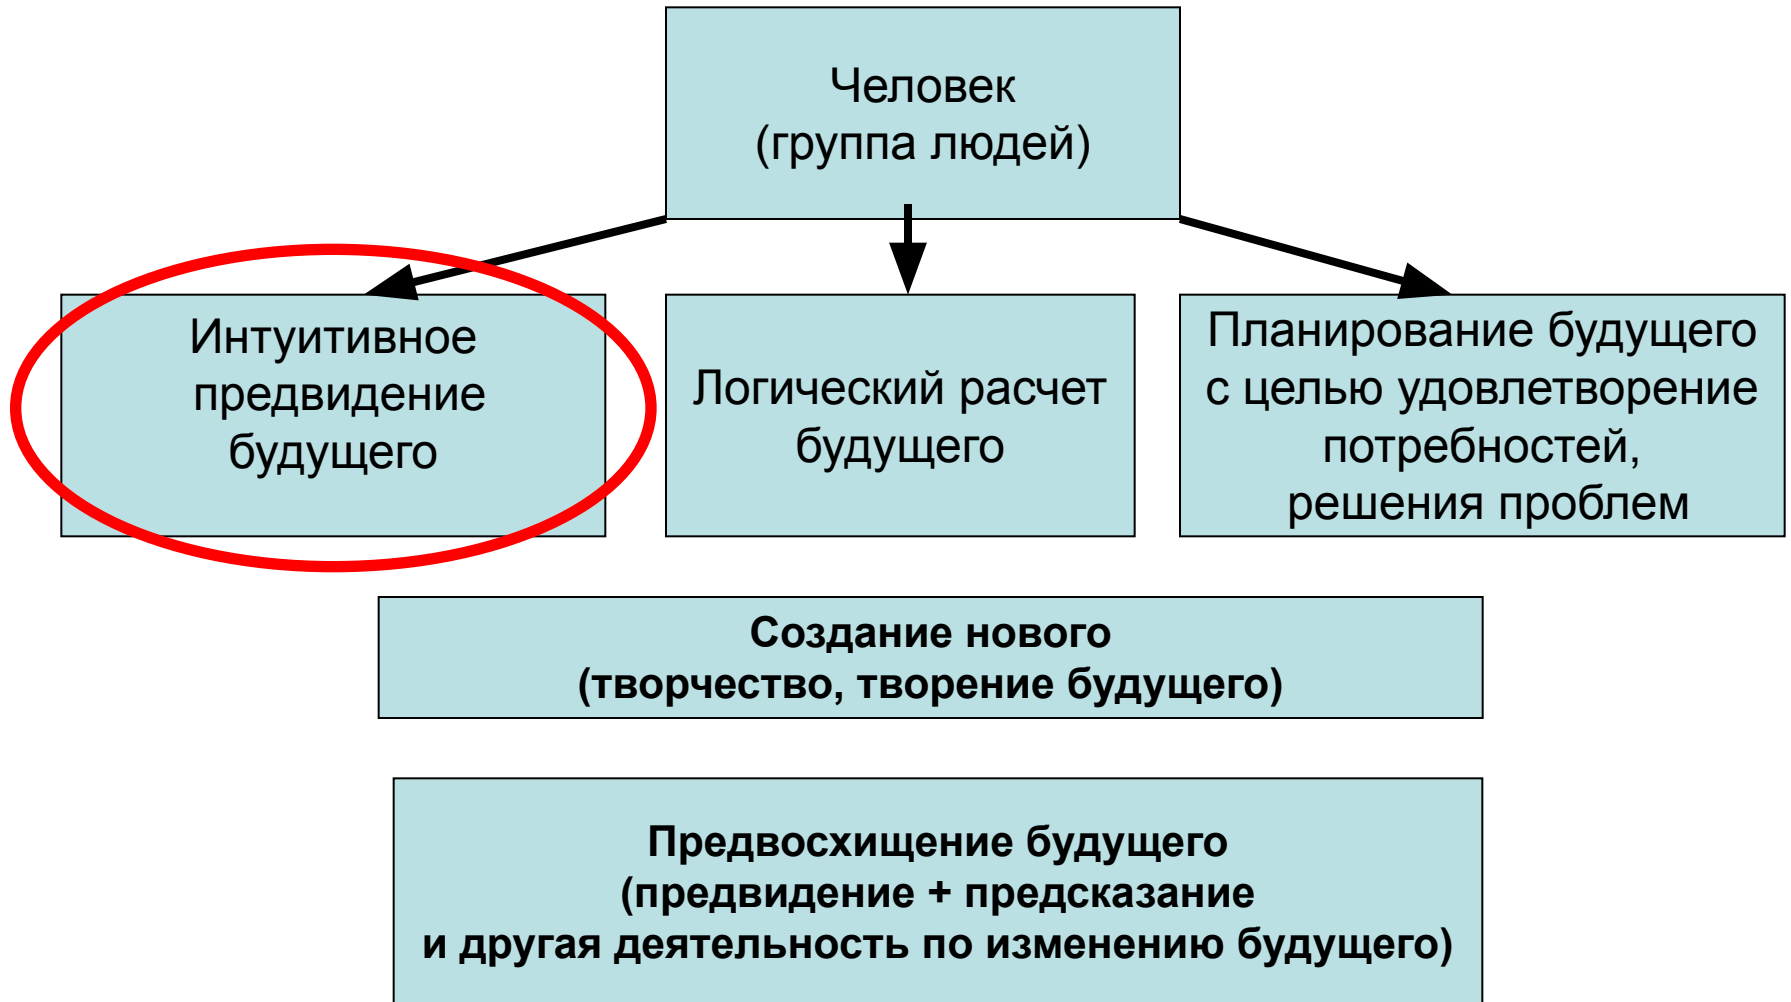 Человек
(группа людей)
Интуитивное
предвидение
будущего
Логический расчет
будущего
Планирование будущего
с целью удовлетворение
потребностей,
решения проблем
Создание нового
(творчество, творение будущего)
Предвосхищение будущего
(предвидение + предсказание
и другая деятельность по изменению будущего)